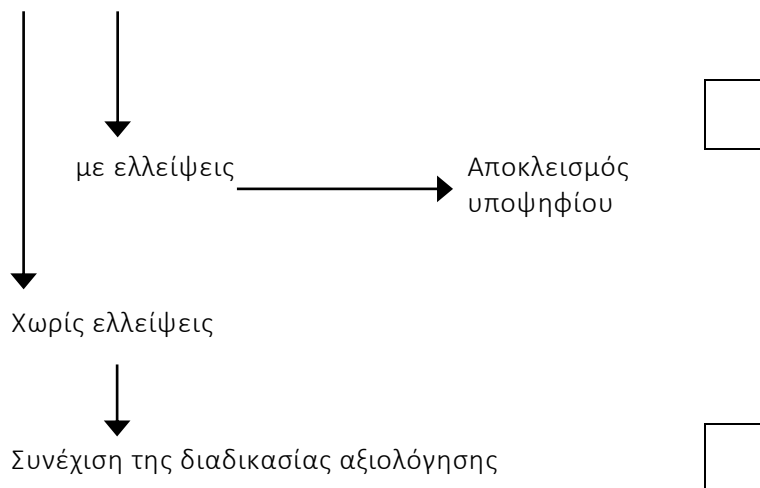 με ελλείψεις
Αποκλεισμός
υποψηφίου
Χωρίς ελλείψεις
Συνέχιση της διαδικασίας αξιολόγησης